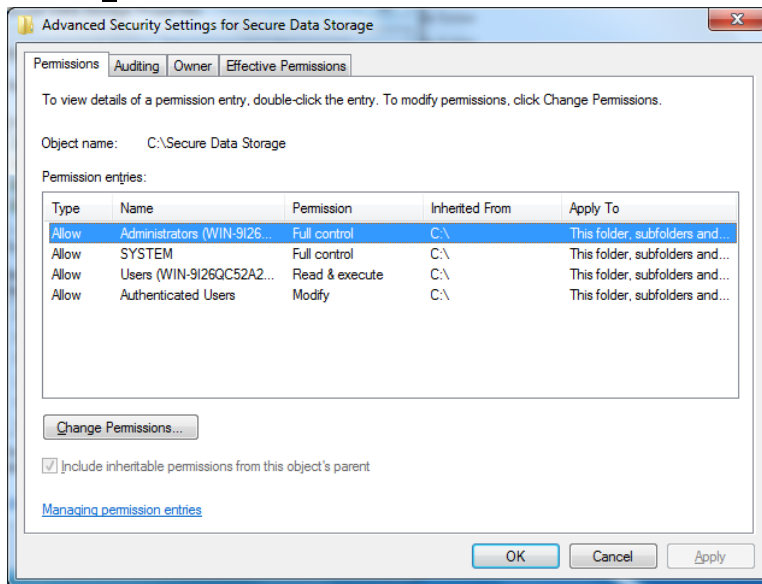 Advanced Security Settings for Secure Data Storage
Permissions Auditing Owner Effective Permissions
To view details of a permission entry, double-click the entry. To modify permissions, click Change Permissions.
Object name: C:\Secure Data Storage
Permission entries:
Type Name Permission Inherited From Apply To
Allow Administrators (WIN-9I26... Full control C:\ This folder, subfolders and...
Allow SYSTEM Full control C:\ This folder, subfolders and...
Allow Users (WIN-9I26QC52A2... Read & execute C:\ This folder, subfolders and...
Allow Authenticated Users Modify C:\ This folder, subfolders and...
Change Permissions...
Include inheritable permissions from this object's parent
Managing permission entries
OK Cancel Apply